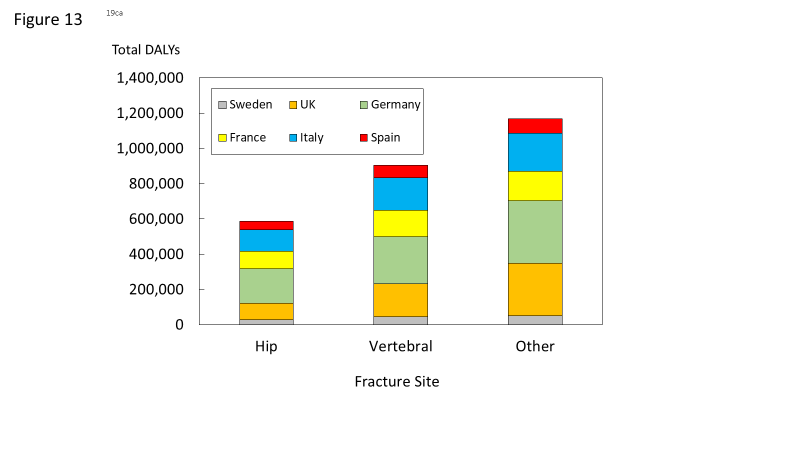 Figure 13
19ca
Total DALYs
1,400,000
1,200,000
1,000,000
800,000
600,000
400,000
200,000
0
Sweden UK Germany
France Italy Spain
Hip Vertebral Other
Fracture Site